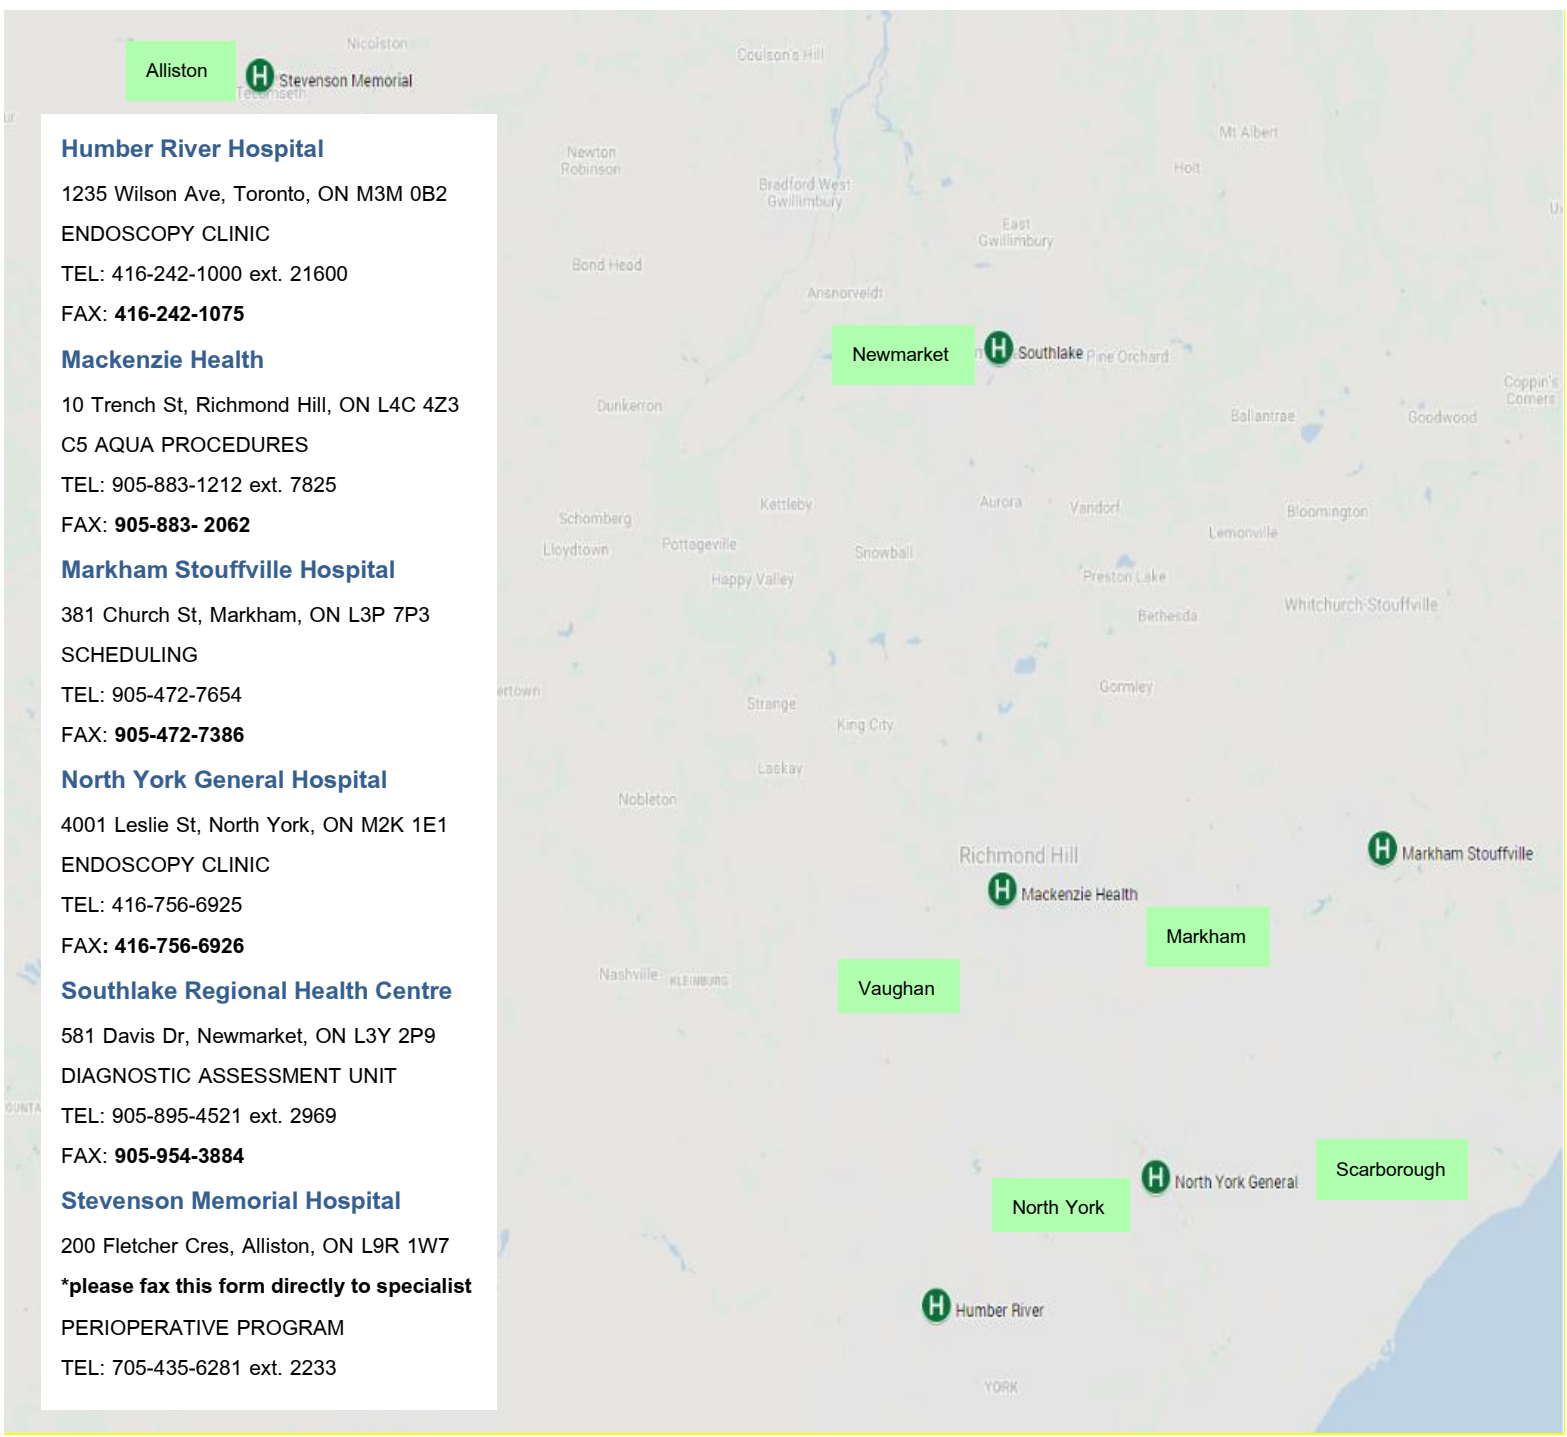 Nicolston
Alliston
Stevenson Memorial
Tecumseth
Coulson's Hill
Mt Albert
Newton
Robinson
Holt
Bradford West
Gwillimbury
East
Gwillimbury
Bond Head
Ansnorveldt
Newmarket
Southlake
Pine Orchard
Coppin's
Corners
Dunkerron
Ballantrae
Goodwood
Kettleby
Aurora
Vandorf
Bloomington
Schomberg
Lemonville
Lloydtown
Pottageville
Snowball
Happy Valley
Preston Lake
Whitchurch-Stouffville
Bethesda
ertown
Gormley
Strange
King City
Laskay
Nobleton
Richmond Hill
Markham Stouffville
Mackenzie Health
Markham
Nashville
KLEINBURG
Vaughan
OUNTA
Scarborough
North York General
North York
Humber River
YORK
Humber River Hospital
1235 Wilson Ave, Toronto, ON M3M 0B2
ENDOSCOPY CLINIC
TEL: 416-242-1000 ext. 21600
FAX: 416-242-1075
Mackenzie Health
10 Trench St, Richmond Hill, ON L4C 4Z3
C5 AQUA PROCEDURES
TEL: 905-883-1212 ext. 7825
FAX: 905-883- 2062
Markham Stouffville Hospital
381 Church St, Markham, ON L3P 7P3
SCHEDULING
TEL: 905-472-7654
FAX: 905-472-7386
North York General Hospital
4001 Leslie St, North York, ON M2K 1E1
ENDOSCOPY CLINIC
TEL: 416-756-6925
FAX: 416-756-6926
Southlake Regional Health Centre
581 Davis Dr, Newmarket, ON L3Y 2P9
DIAGNOSTIC ASSESSMENT UNIT
TEL: 905-895-4521 ext. 2969
FAX: 905-954-3884
Stevenson Memorial Hospital
200 Fletcher Cres, Alliston, ON L9R 1W7
*please fax this form directly to specialist
PERIOPERATIVE PROGRAM
TEL: 705-435-6281 ext. 2233